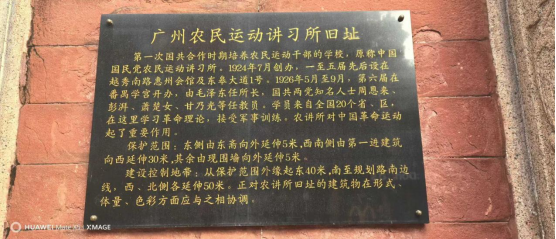 广州农民运动讲习所旧址
第一次国共合作时期培养农民运动干部的学校，原称中国
国民党农民运动讲习所，1924年7月创办，一至五届先后设在
越秀南路惠州会馆及东皋大道1号，1926年5月至9月，第六届在
番禺学宫开办，由毛泽东任所长，国共两党知名人士周恩来、
彭湃、萧楚女、甘乃光等任教员，学员来自全国20个省、区，
在这里学习革命理论，接受军事训练。农讲所对中国革命运动
起了重要作用。
保护范围：东侧由东斋向外延伸5米，西南侧由第一进建筑
向西延伸30米，其余由现围墙向外延伸5米。
建设控制地带：从保护范围外缘起东40米，南至规划路南边
线，西、北侧各延伸50米。正对农讲所旧址的建筑物在形式、
体量、色彩方面应与之相协调。
HUAWEI Mate 30 | XMAGE